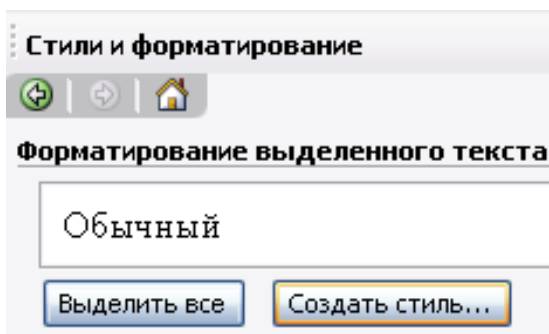 Стили и форматирование
Форматирование выделенного текста
Обычный
Выделить все Создать стиль...